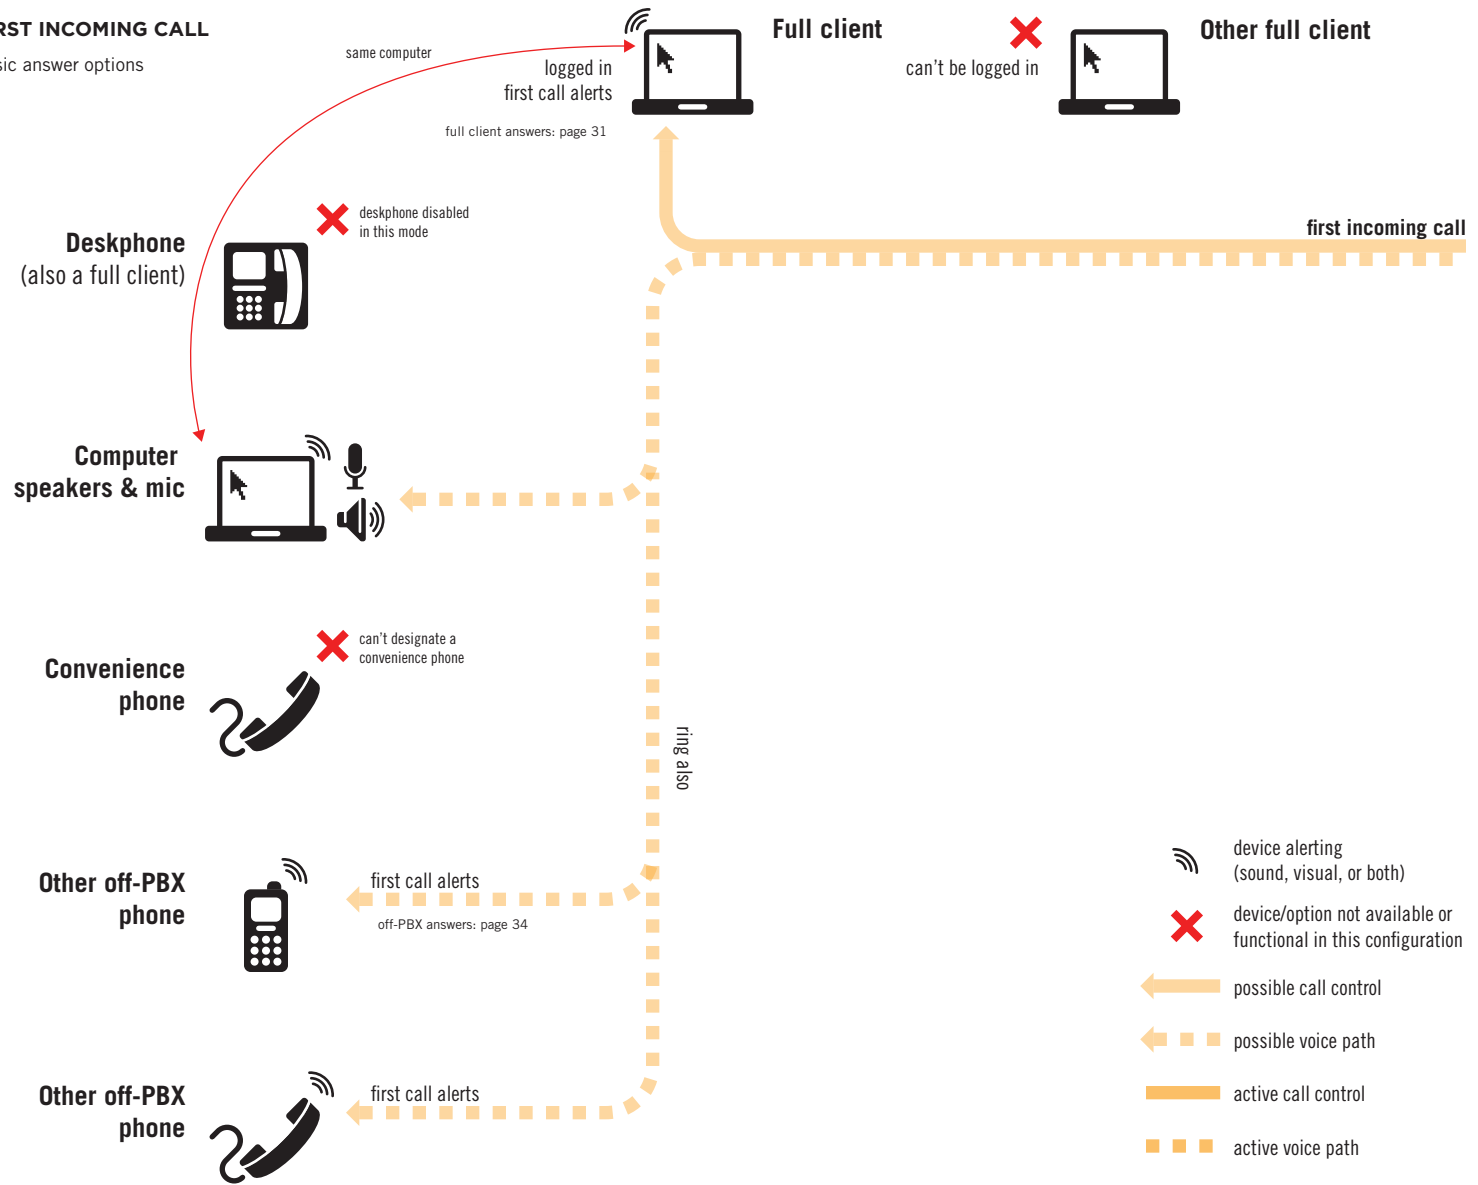 RST INCOMING CALL
sic answer options
same computer
logged in
first call alerts
full client answers: page 31
Full client
can't be logged in
Other full client
deskphone disabled
in this mode
Deskphone
(also a full client)
first incoming call
Computer
speakers & mic
can't designate a
convenience phone
Convenience
phone
ring also
Other off-PBX
phone
first call alerts
off-PBX answers: page 34
Other off-PBX
phone
first call alerts
device alerting
(sound, visual, or both)
device/option not available or
functional in this configuration
possible call control
possible voice path
active call control
active voice path